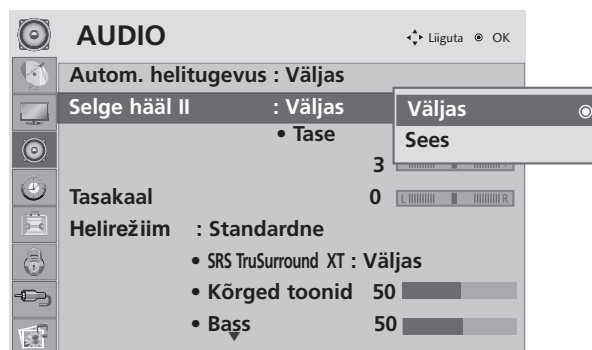 AUDIO
Liiguta OK
Autom. helitugevus : Väljas
Selge hääl II : Väljas
Väljas
Sees
• Tase
3
Tasakaal 0 L R
Helirežiim : Standardne
• SRS TruSurround XT : Väljas
• Kõrged toonid 50
• Bass 50